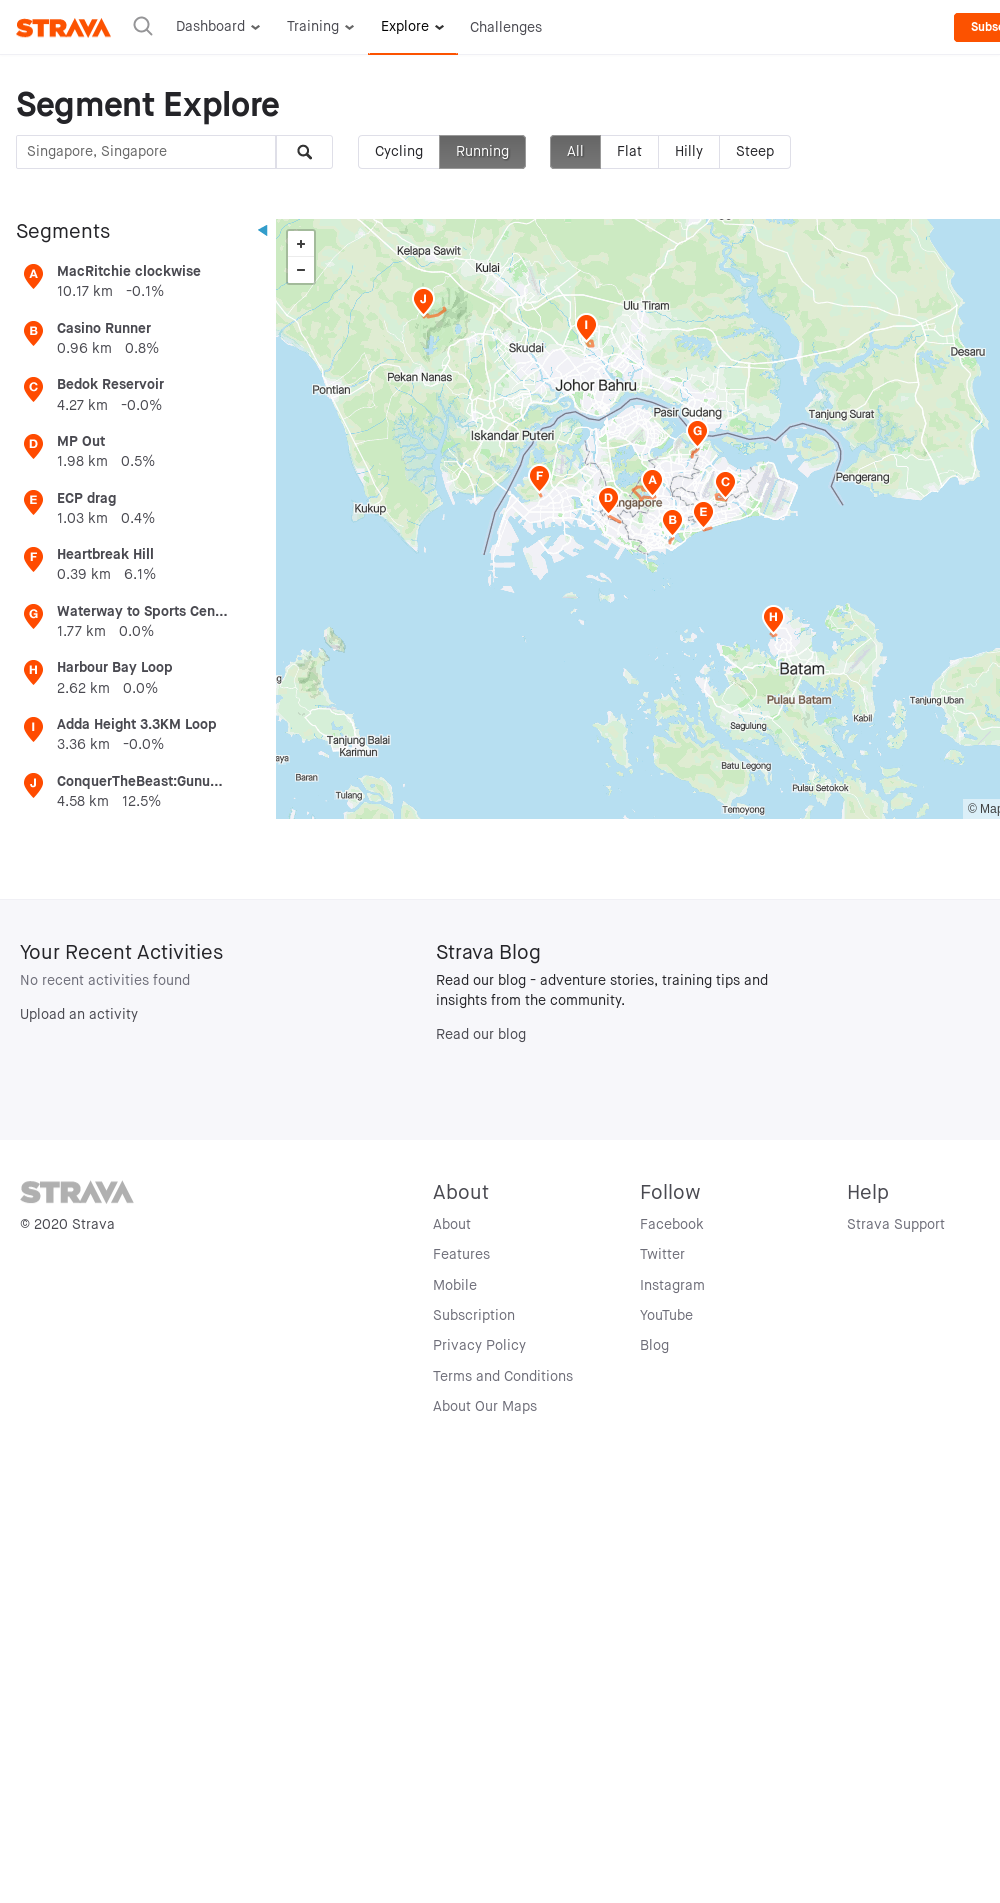 STRAVA
Dashboard
Training
Explore
Challenges
Segment Explore
Singapore, Singapore
Cycling
Running
All
Flat
Hilly
Steep
Segments
A
MacRitchie clockwise
10.17 km -0.1%
B
Casino Runner
0.96 km 0.8%
C
Bedok Reservoir
4.27 km -0.0%
D
MP Out
1.98 km 0.5%
E
ECP drag
1.03 km 0.4%
F
Heartbreak Hill
0.39 km 6.1%
G
Waterway to Sports Cen...
1.77 km 0.0%
H
Harbour Bay Loop
2.62 km 0.0%
I
Adda Height 3.3KM Loop
3.36 km -0.0%
J
ConquerTheBeast:Gunu...
4.58 km 12.5%
+
−
Kelapa Sawit
Kulai
J
Ulu Tiram
I
Skudai
Desaru
Pekan Nanas
Johor Bahru
Pontian
Pasir Gudang
Tanjung Surat
Iskandar Puteri
G
F
A
C
Pengerang
D
ngapore
Kukup
B
E
H
Batam
Pulau Batam
Tanjung Uban
Kabil
Sagulung
Tanjung Balai
Karimun
Batu Legong
Baran
Pulau Setokok
Tulang
Temoyong
© Map
Your Recent Activities
No recent activities found
Upload an activity
Strava Blog
Read our blog - adventure stories, training tips and
insights from the community.
Read our blog
STRAVA
© 2020 Strava
About
About
Features
Mobile
Subscription
Privacy Policy
Terms and Conditions
About Our Maps
Follow
Facebook
Twitter
Instagram
YouTube
Blog
Help
Strava Support